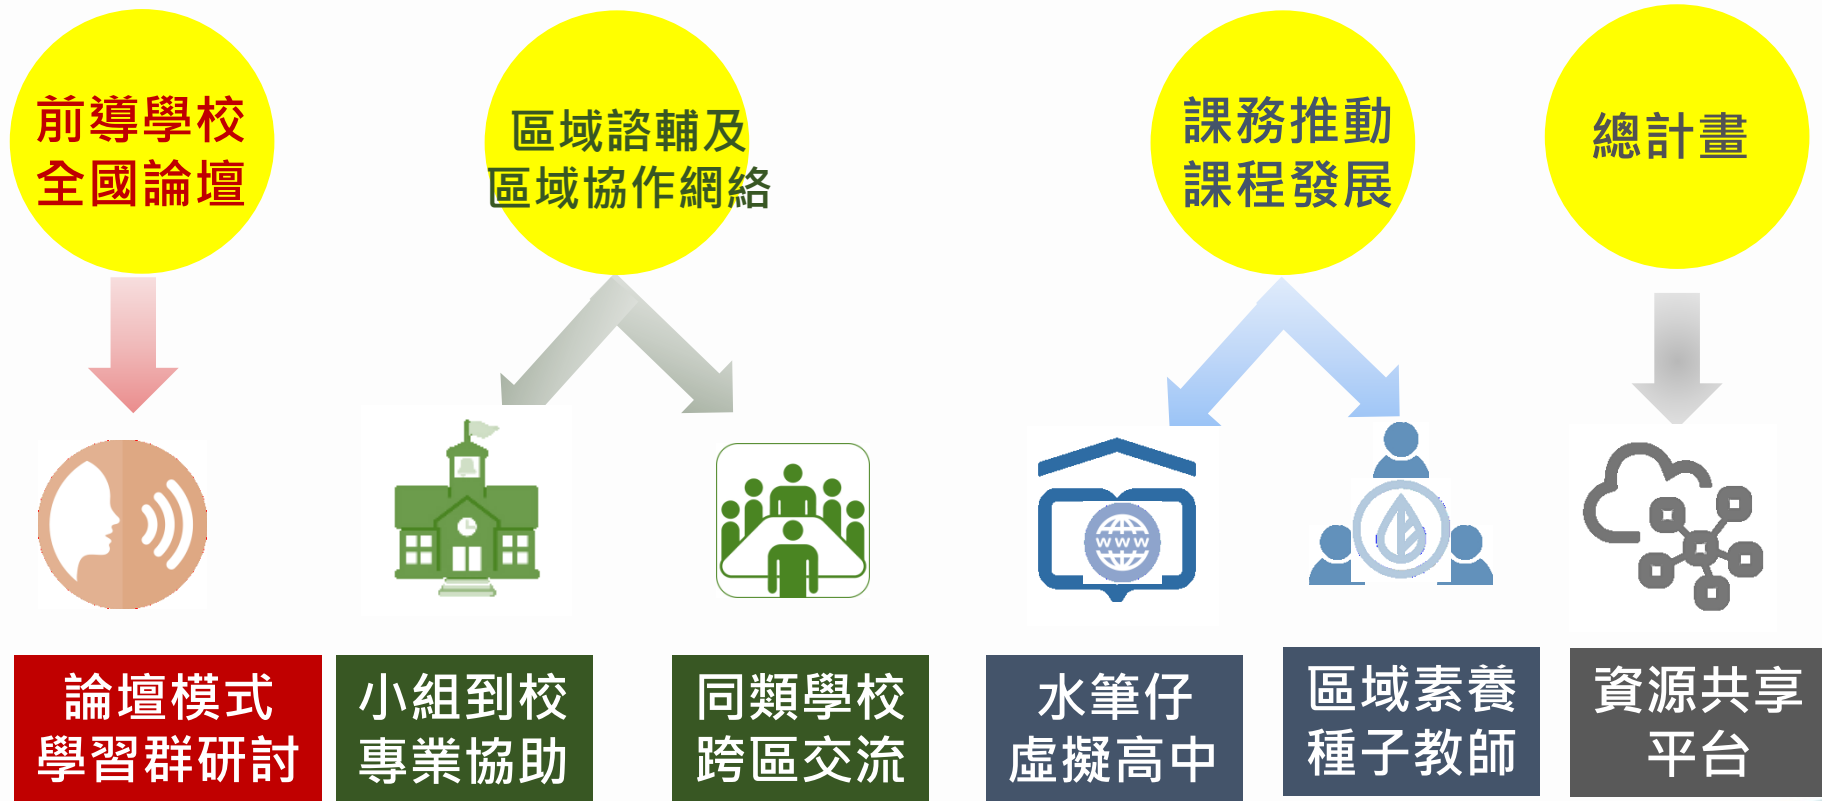 前導學校
全國論壇
區域諮輔及
區域協作網絡
課務推動
課程發展
總計畫
WWW
論壇模式
學習群研討
小組到校
專業協助
同類學校
跨區交流
水筆仔
虛擬高中
區域素養
種子教師
資源共享
平台